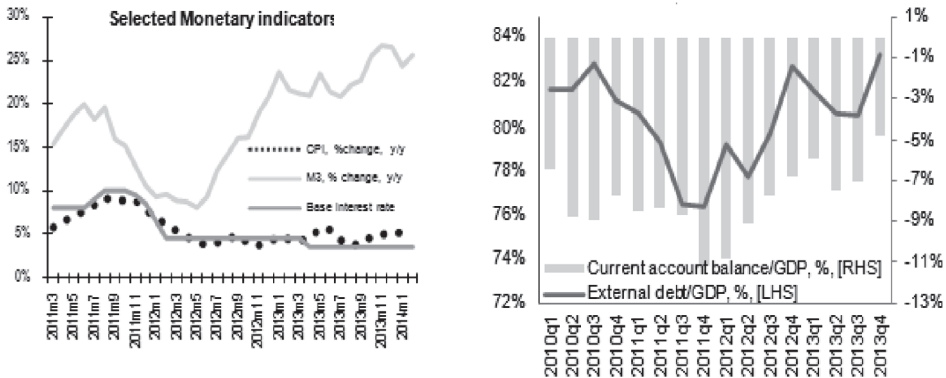 Selected Monetary indicators
30%
25%
20%
15%
10%
5%
0%
CPI, %change, y/y
M3, % change, y/y
Base interest rate
2011m3
2011m5
2011m7
2011m9
2011m11
2012m1
2012m3
2012m5
2012m7
2012m9
2012m11
2013m1
2013m3
2013m5
2013m7
2013m9
2013m11
2014m1
84%
82%
80%
78%
76%
74%
72%
1%
-1%
-3%
-5%
-7%
-9%
-11%
-13%
Current account balance/GDP, %, [RHS]
External debt/GDP, %, [LHS]
2010q1
2010q2
2010q3
2010q4
2011q1
2011q2
2011q3
2011q4
2012q1
2012q2
2012q3
2012q4
2013q1
2013q2
2013q3
2013q4